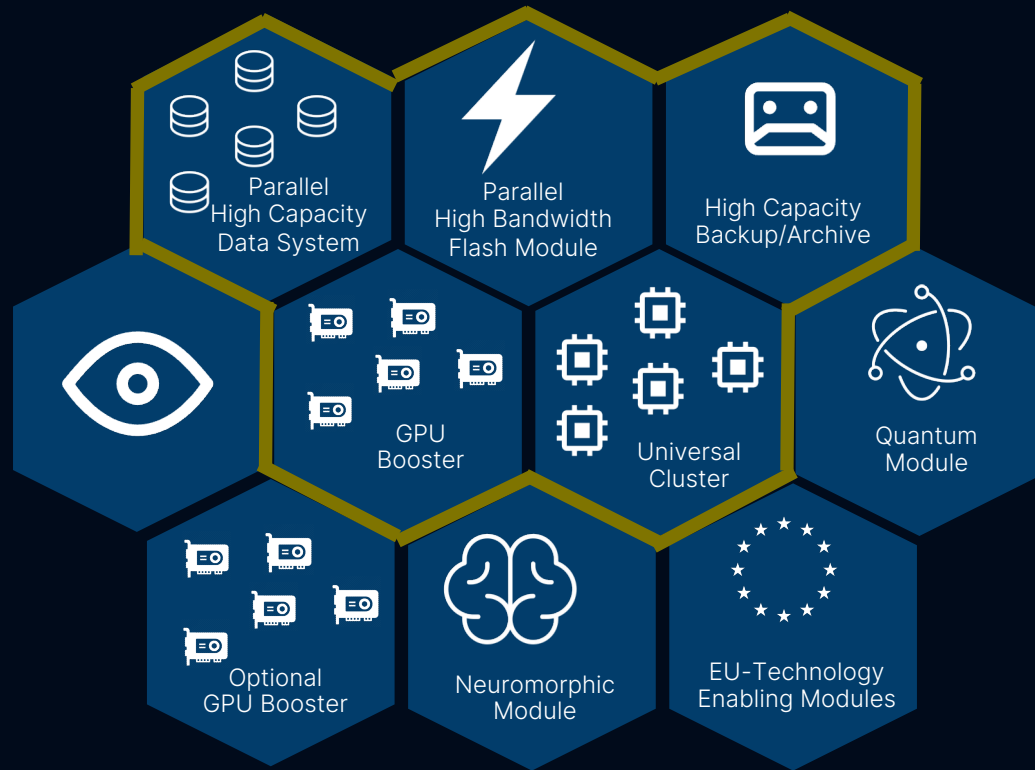 Parallel
High Capacity
Data System
Parallel
High Bandwidth
Flash Module
High Capacity
Backup/Archive
GPU
Booster
Universal
Cluster
Quantum
Module
Optional
GPU Booster
Neuromorphic
Module
EU-Technology
Enabling Modules